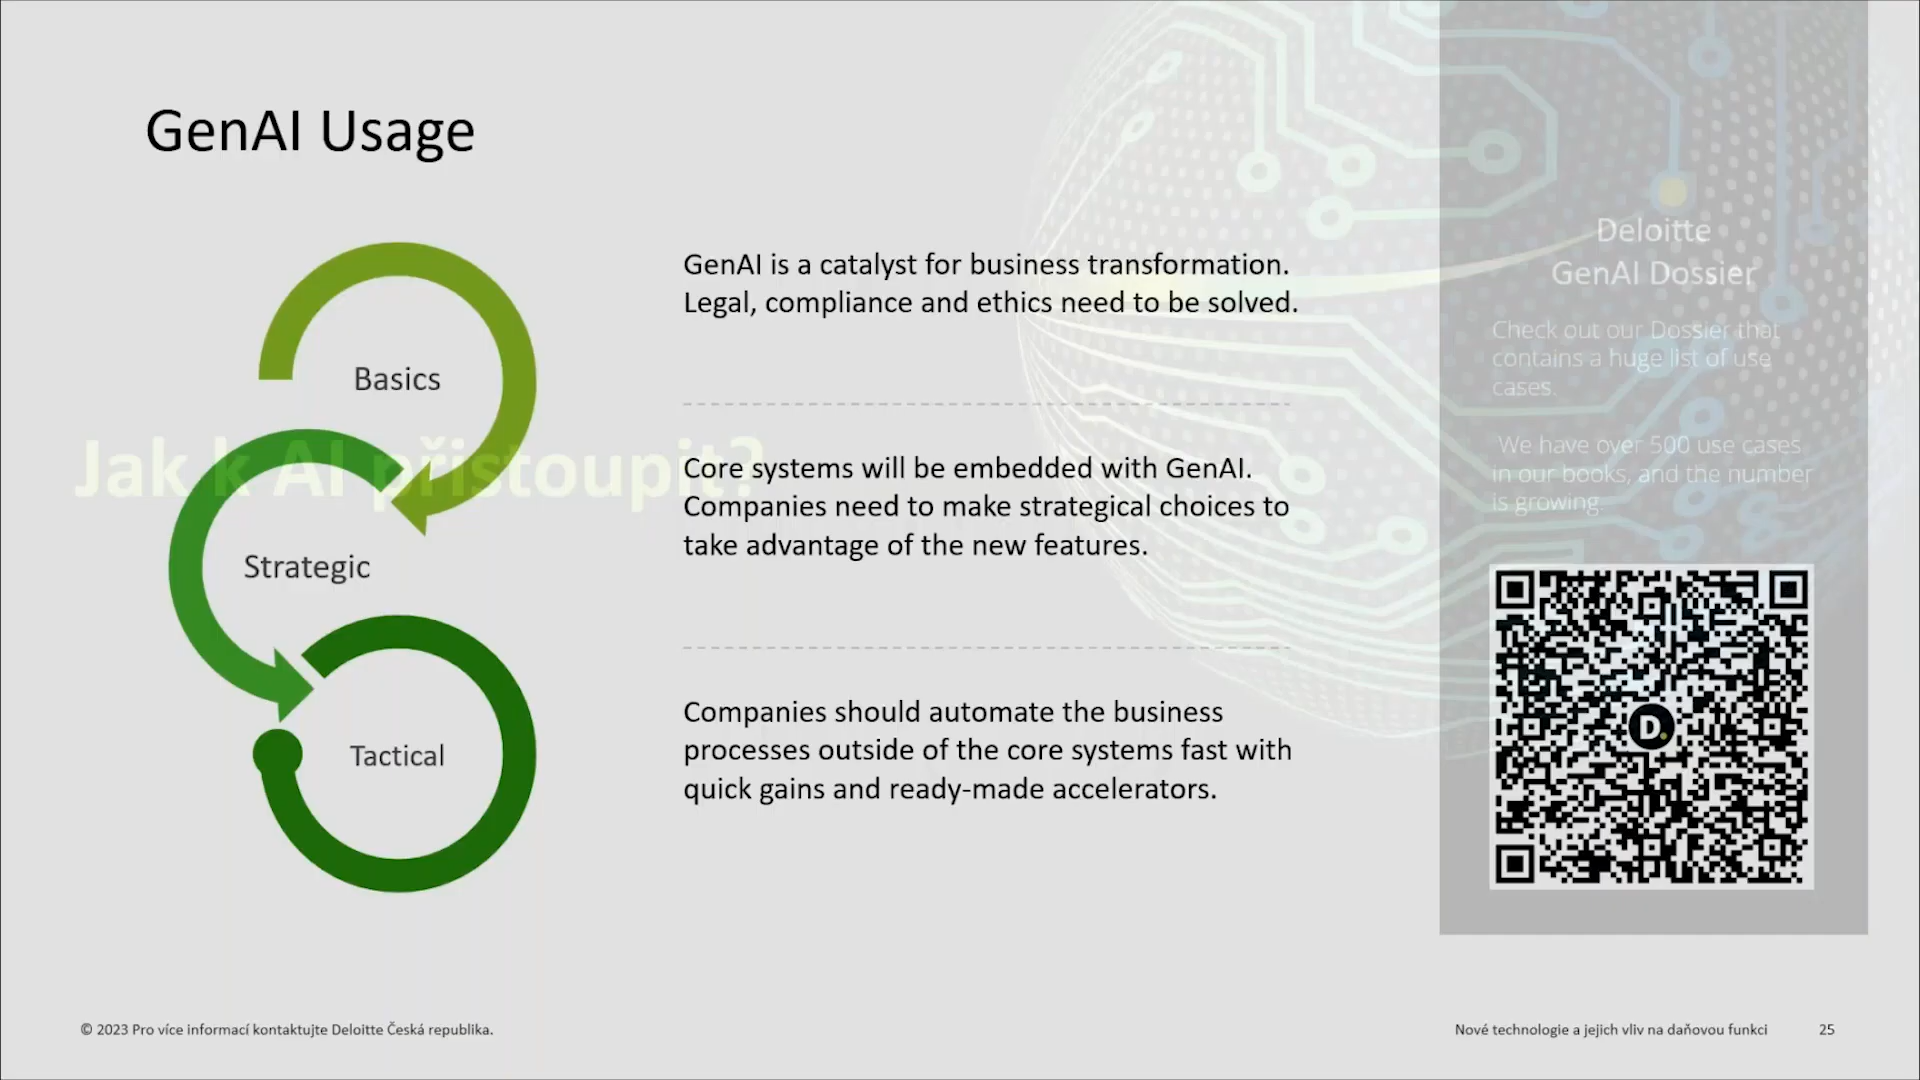 GenAI Usage
Basics
Strategic
Tactical
Jak k AI přistoupit?
GenAI is a catalyst for business transformation.
Legal, compliance and ethics need to be solved.
Core systems will be embedded with GenAI.
Companies need to make strategical choices to
take advantage of the new features.
Companies should automate the business
processes outside of the core systems fast with
quick gains and ready-made accelerators.
Deloitte
GenAI Dossier
Check out our Dossier that
contains a huge list of use
cases.
We have over 500 use cases
in our books, and the number
is growing.
D.
© 2023 Pro více informací kontaktujte Deloitte Česká republika.
Nové technologie a jejich vliv na daňovou funkci
25